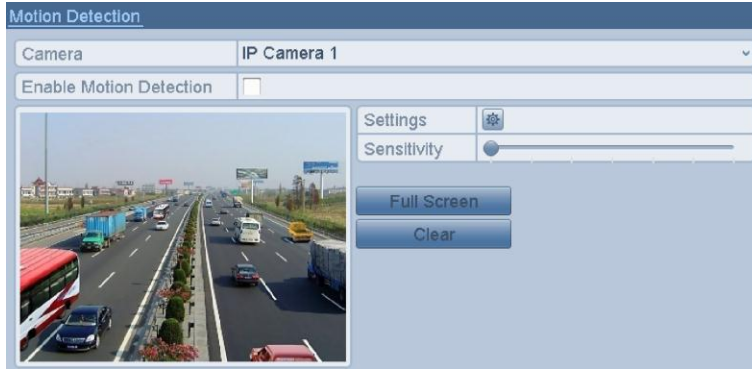 Motion Detection
Camera IP Camera 1
Enable Motion Detection
Settings
Sensitivity
Full Screen
Clear